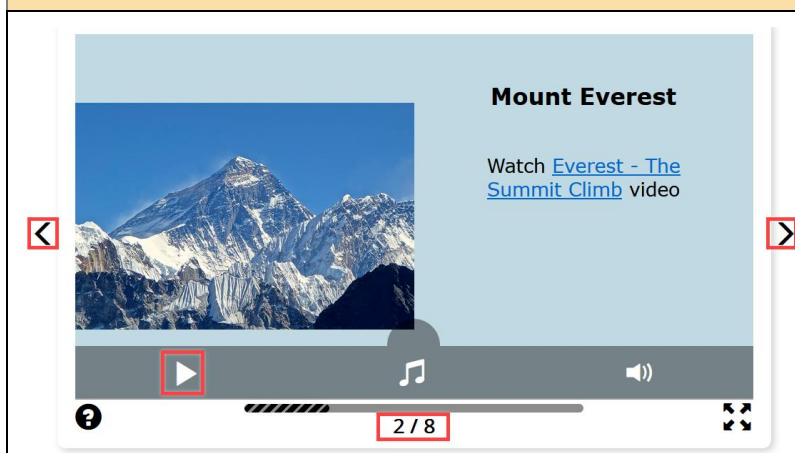 Mount Everest
Watch Everest - The
Summit Climb video
2 / 8